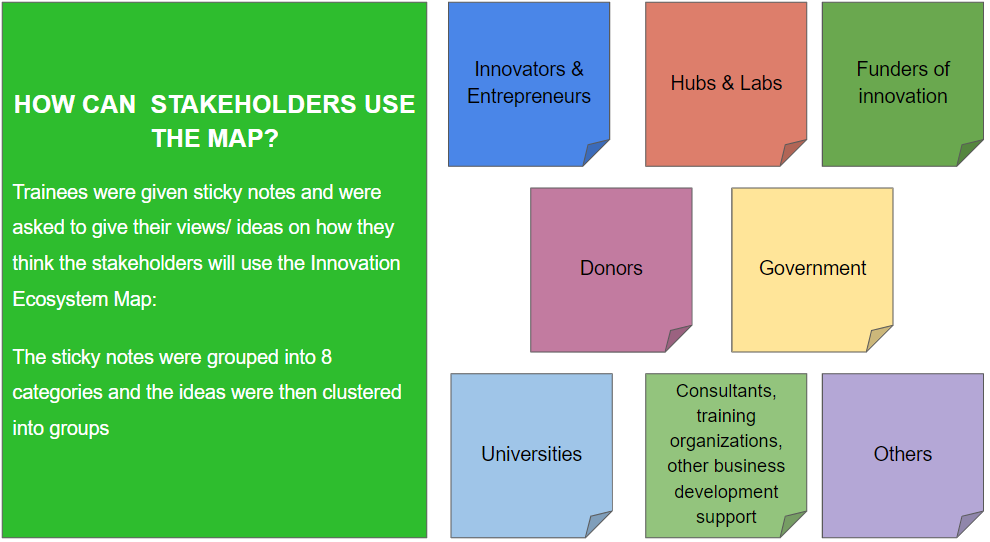 HOW CAN  STAKEHOLDERS USE
THE MAP?
Trainees were given sticky notes and were
asked to give their views/ ideas on how they
think the stakeholders will use the Innovation
Ecosystem Map:
The sticky notes were grouped into 8
categories and the ideas were then clustered
into groups
Innovators &
Entrepreneurs
Hubs & Labs
Funders of
innovation
Donors
Government
Universities
Consultants,
training
organizations,
other business
development
support
Others